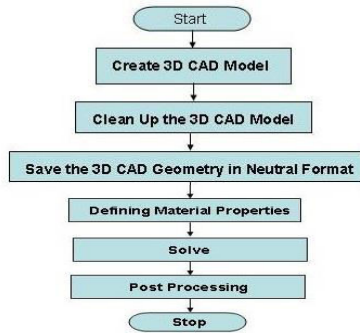 Start
Create 3D CAD Model
Clean Up the 3D CAD Model
Save the 3D CAD Geometry in Neutral Format
Defining Material Properties
Solve
Post Processing
Stop